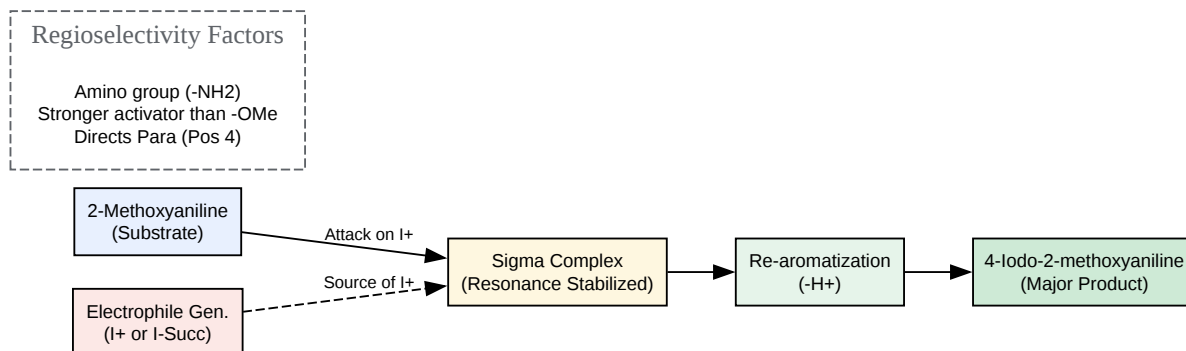 Regioselectivity Factors
Amino group (-NH2)
Stronger activator than -OMe
Directs Para (Pos 4)
2-Methoxyaniline
(Substrate)
Attack on I+
Electrophile Gen.
(I+ or I-Succ)
Source of I+
Sigma Complex
(Resonance Stabilized)
Re-aromatization
(-H+)
4-Iodo-2-methoxyaniline
(Major Product)